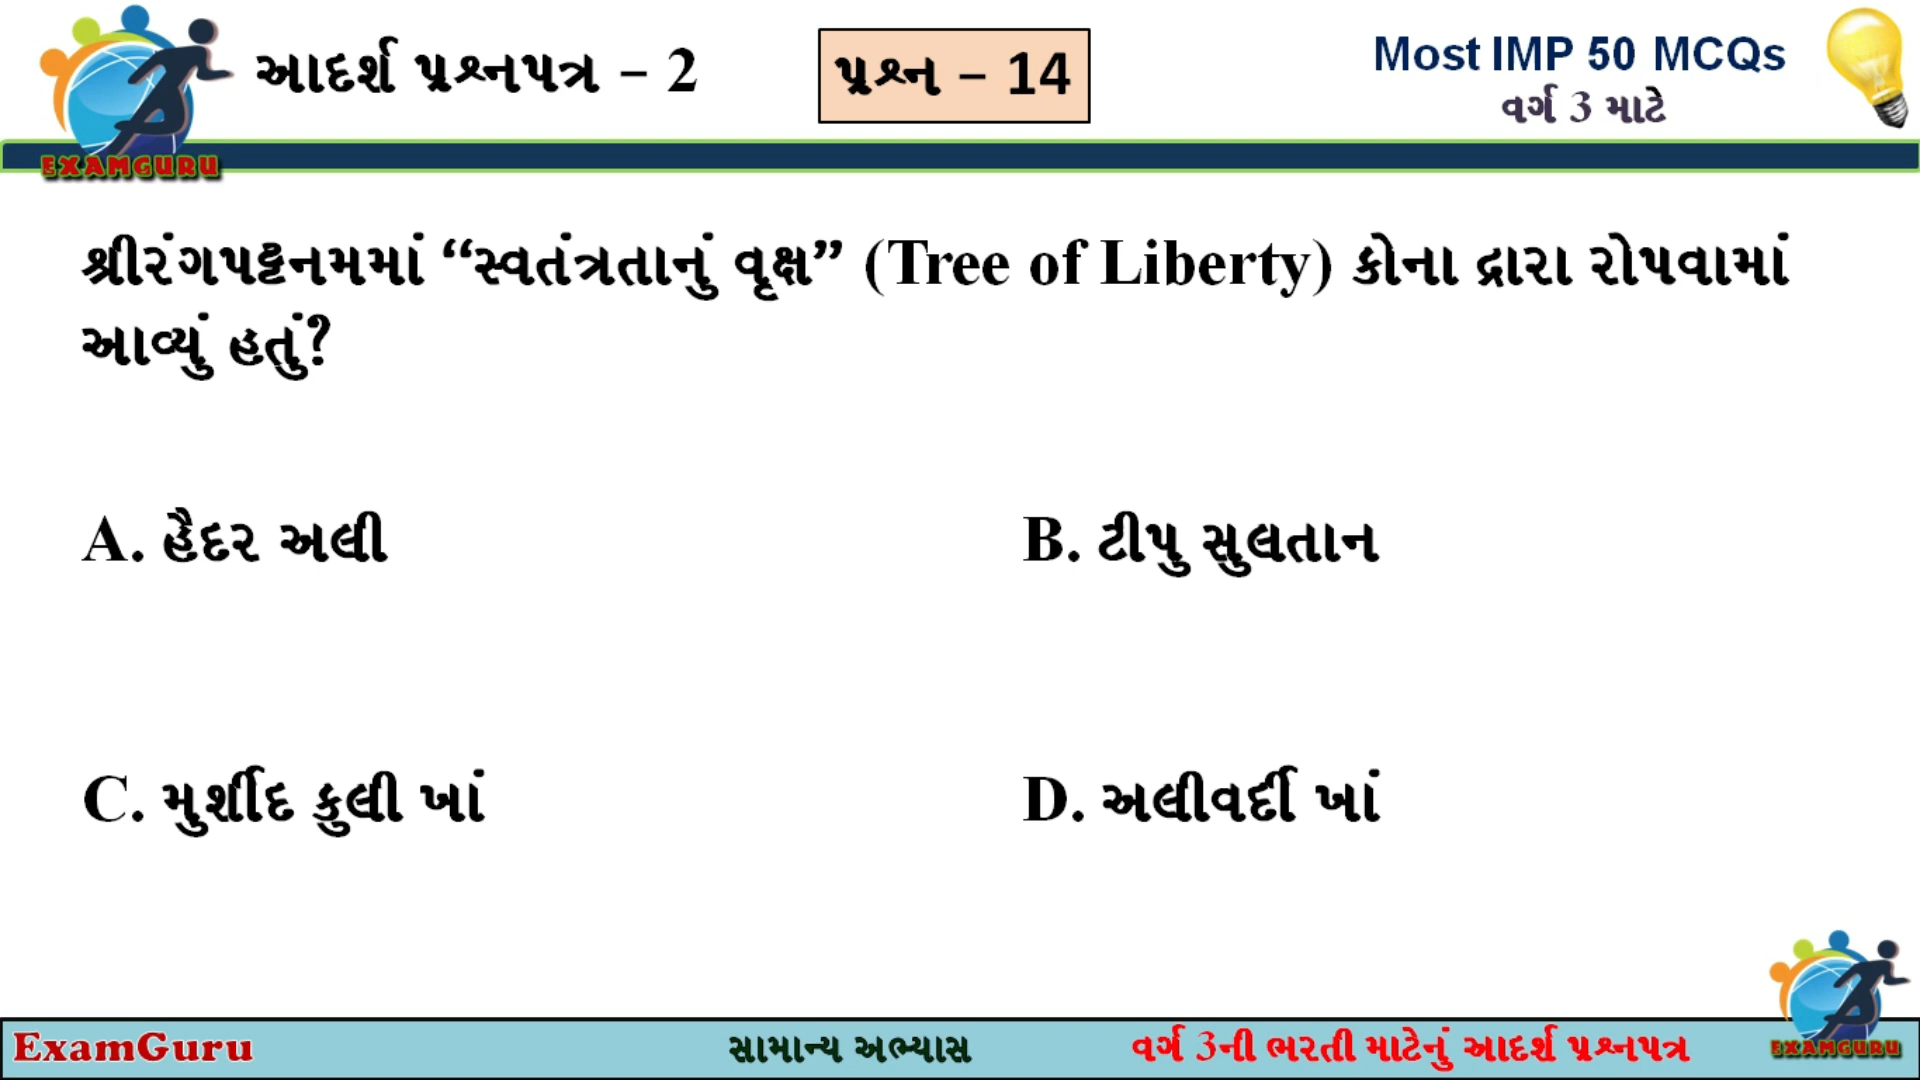 આદર્શ પ્રશ્નપત્ર – 2
પ્રશ્ન – 14
Most IMP 50 MCQs
વર્ગ 3 માટે
EXAMGURU
શ્રીરંગપટ્ટનમમાં “સ્વતંત્રતાનું વૃક્ષ” (Tree of Liberty) કોના દ્વારા રોપવામાં
આવ્યું હતું?
A. હૈદર અલી
B. ટીપુ સુલતાન
C. મુર્શીદ કુલી ખાં
D. અલીવર્દી ખાં
ExamGuru
સામાન્ય અભ્યાસ
વર્ગ 3ની ભરતી માટેનું આદર્શ પ્રશ્નપત્ર
EXAMGURU